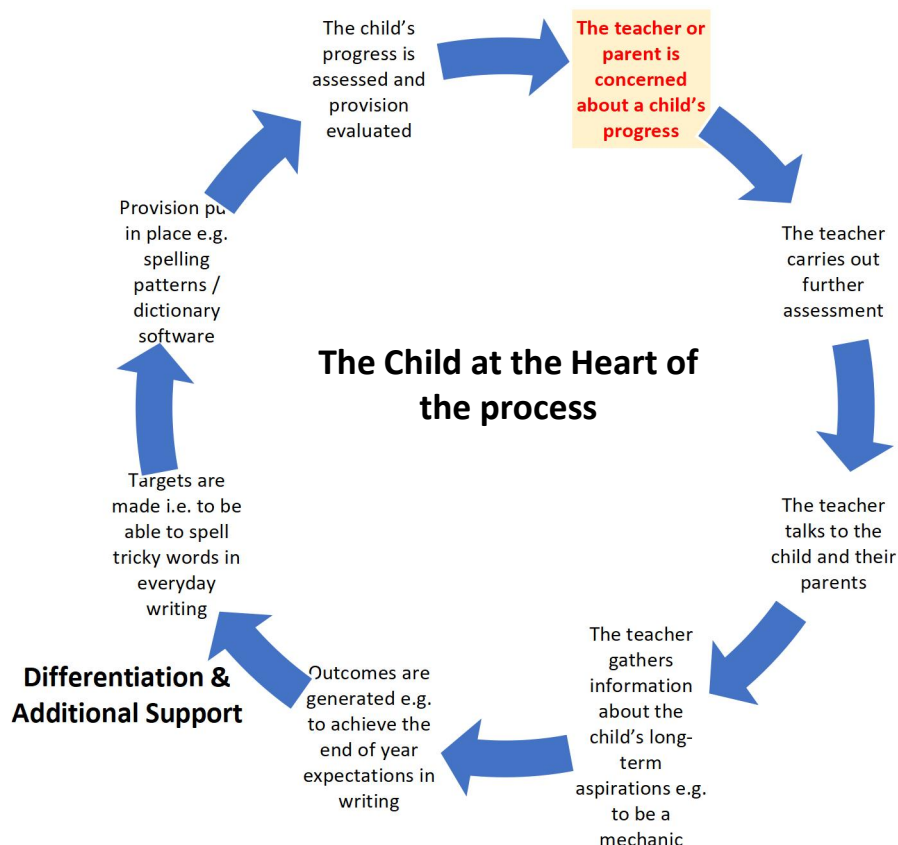 The child's
progress is
assessed and
provision
evaluated
The teacher or
parent is
concerned
about a child's
progress
The teacher
carries out
further
assessment
The teacher
talks to the
child and their
parents
The teacher
gathers
information
about the
child's long-
term
aspirations e.g.
to be a
mechanic
Outcomes are
generated e.g.
to achieve the
end of year
expectations in
writing
Targets are
made i.e. to be
able to spell
tricky words in
everyday
writing
Provision put
in place e.g.
spelling
patterns /
dictionary
software
The Child at the Heart of
the process
Differentiation &
Additional Support